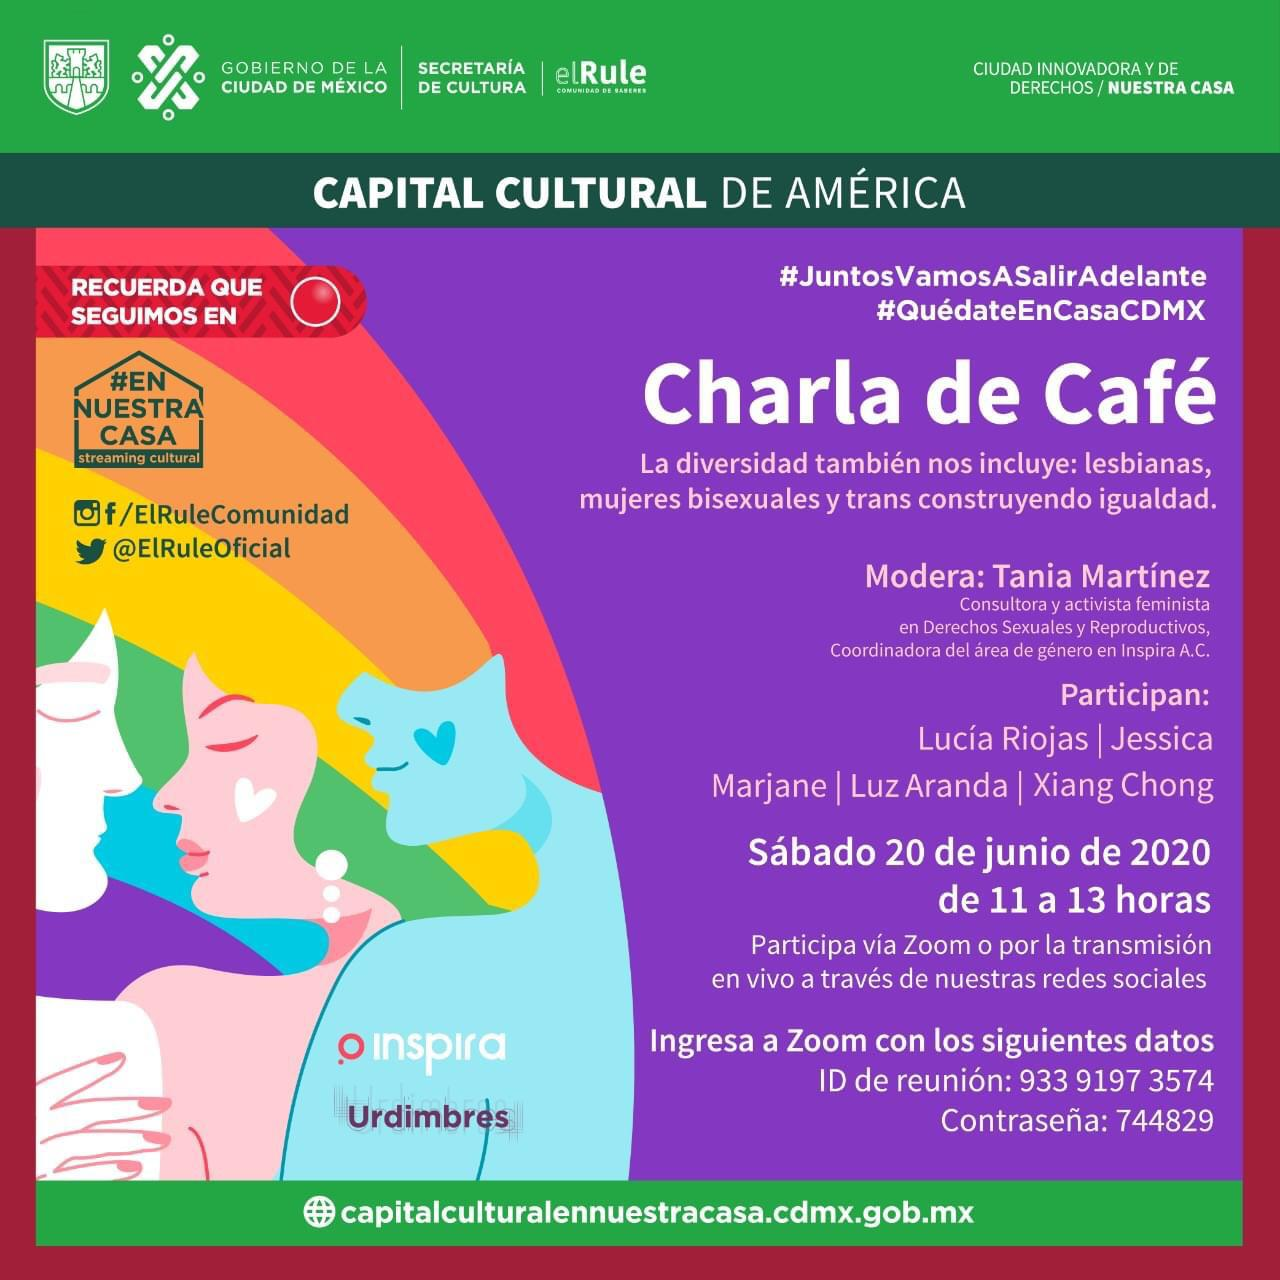 GOBIERNO DE LA
CIUDAD DE MÉXICO
SECRETARÍA
DE CULTURA
elRule
COMUNIDAD DE SABERES
CIUDAD INNOVADORA Y DE
DERECHOS / NUESTRA CASA
CAPITAL CULTURAL DE AMÉRICA
RECUERDA QUE
SEGUIMOS EN
#EN
NUESTRA
CASA
streaming cultural
f/ElRuleComunidad
@ElRuleOficial
#JuntosVamosASalirAdelante
#QuédateEnCasaCDMX
Charla de Café
La diversidad también nos incluye: lesbianas,
mujeres bisexuales y trans construyendo igualdad.
Modera: Tania Martínez
Consultora y activista feminista
en Derechos Sexuales y Reproductivos,
Coordinadora del área de género en Inspira A.C.
Participan:
Lucía Riojas | Jessica
Marjane | Luz Aranda | Xiang Chong
Sábado 20 de junio de 2020
de 11 a 13 horas
Participa vía Zoom o por la transmisión
en vivo a través de nuestras redes sociales
Ingresa a Zoom con los siguientes datos
ID de reunión: 933 9197 3574
Contraseña: 744829
inspira
Urdimbres
capitalculturalennuestracasa.cdmx.gob.mx